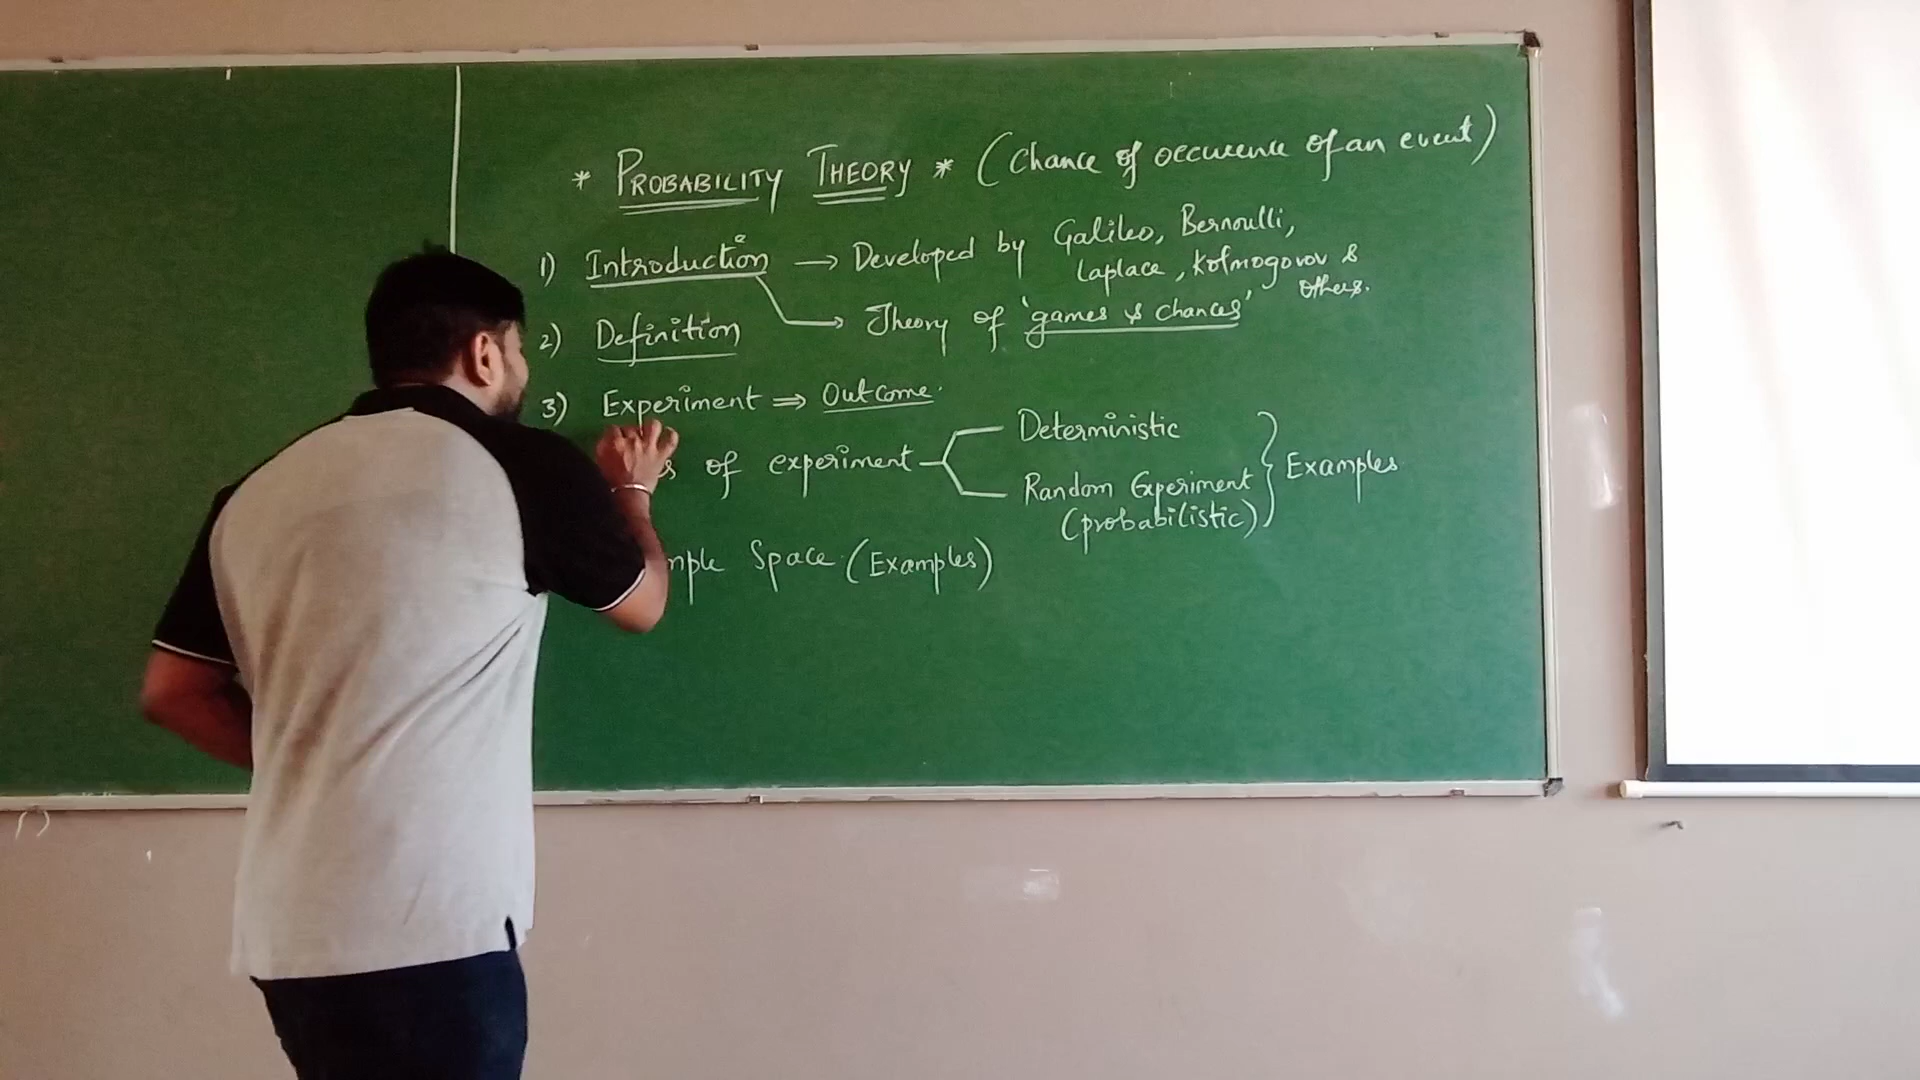 * PROBABILITY THEORY * (Chance of occurence of an event)
1) Introduction → Developed by Galileo, Bernoulli,
Laplace, Kolmogorov &
Others.
→ Theory of 'games & chances'
2) Definition
3) Experiment ⇒ Outcome.
of experiment
Deterministic
Random Experiment
(probabilistic)
} Examples
Space (Examples)